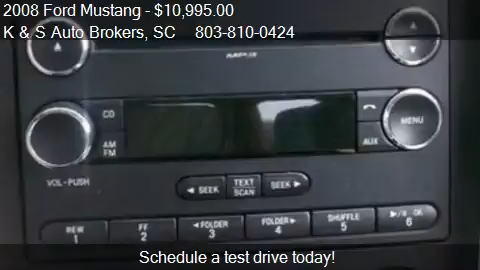 2008 Ford Mustang - $10,995.00
K & S Auto Brokers, SC 803-810-0424
CD
MENU
AM
FM
AUX
VOL-PUSH
◄ SEEK TEXT SCAN SEEK ►
REW FF ◄ FOLDER FOLDER ► SHUFFLE ►/II OK
1 2 3 4 5 6
Schedule a test drive today!